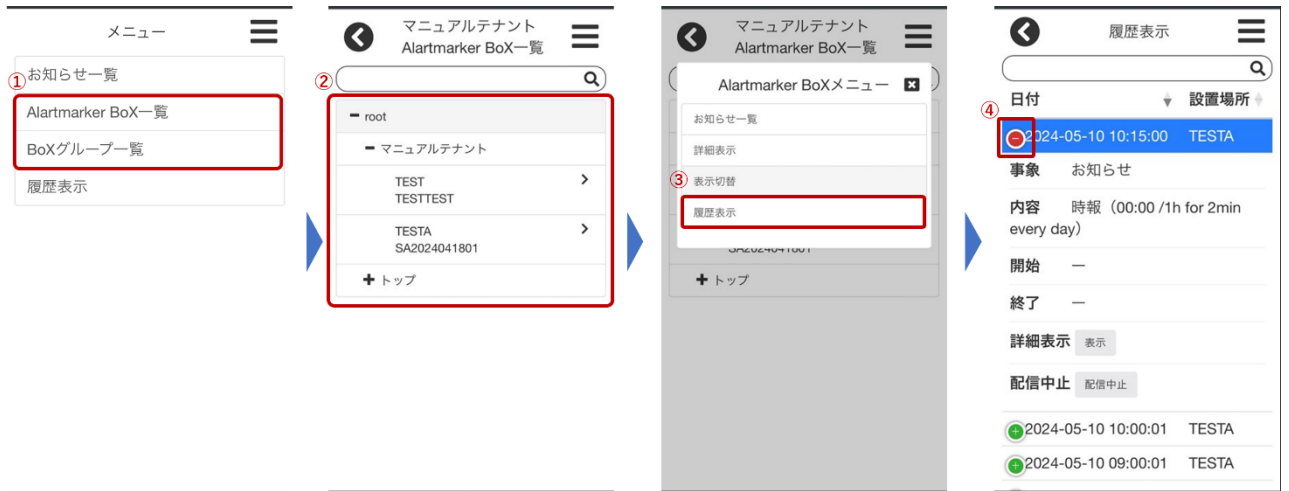 メニュー
①
お知らせ一覧
Alartmarker BoX一覧
BoXグループ一覧
履歴表示
マニュアルテナント
Alartmarker BoX一覧
②
root
マニュアルテナント
TEST
TESTTEST
TESTA
SA2024041801
トップ
マニュアルテナント
Alartmarker BoX一覧
Alartmarker BoXメニュー
お知らせ一覧
詳細表示
③
表示切替
履歴表示
SA2024041801
トップ
履歴表示
日付 設置場所
④
2024-05-10 10:15:00 TESTA
事象 お知らせ
内容 時報（00:00 /1h for 2min
every day）
開始 ―
終了 ―
詳細表示 表示
配信中止 配信中止
2024-05-10 10:00:01 TESTA
2024-05-10 09:00:01 TESTA